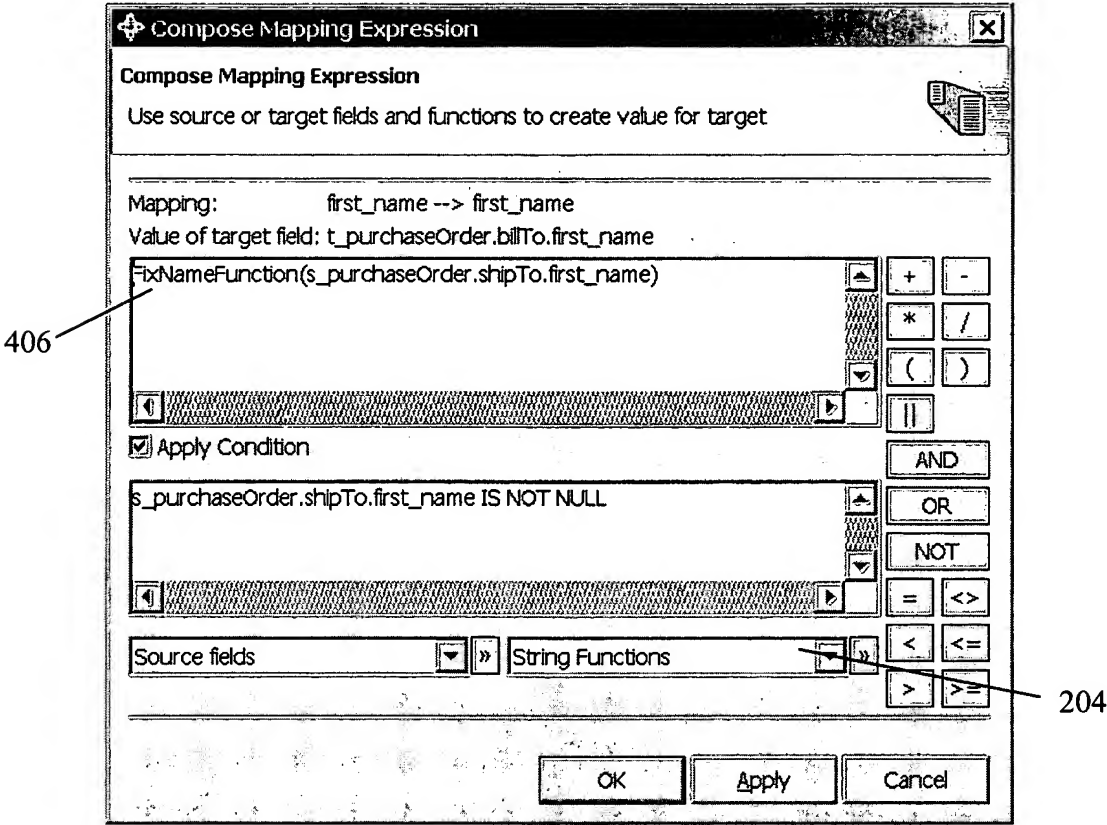 Compose Mapping Expression
Compose Mapping Expression
Use source or target fields and functions to create value for target
Mapping: first_name --> first_name
Value of target field: t_purchaseOrder.billTo.first_name
FixNameFunction(s_purchaseOrder.shipTo.first_name)
+ -
* /
( )
||
406
Apply Condition
AND
s_purchaseOrder.shipTo.first_name IS NOT NULL
OR
NOT
= <>
Source fields » String Functions »
< <=
> >=
204
OK Apply Cancel